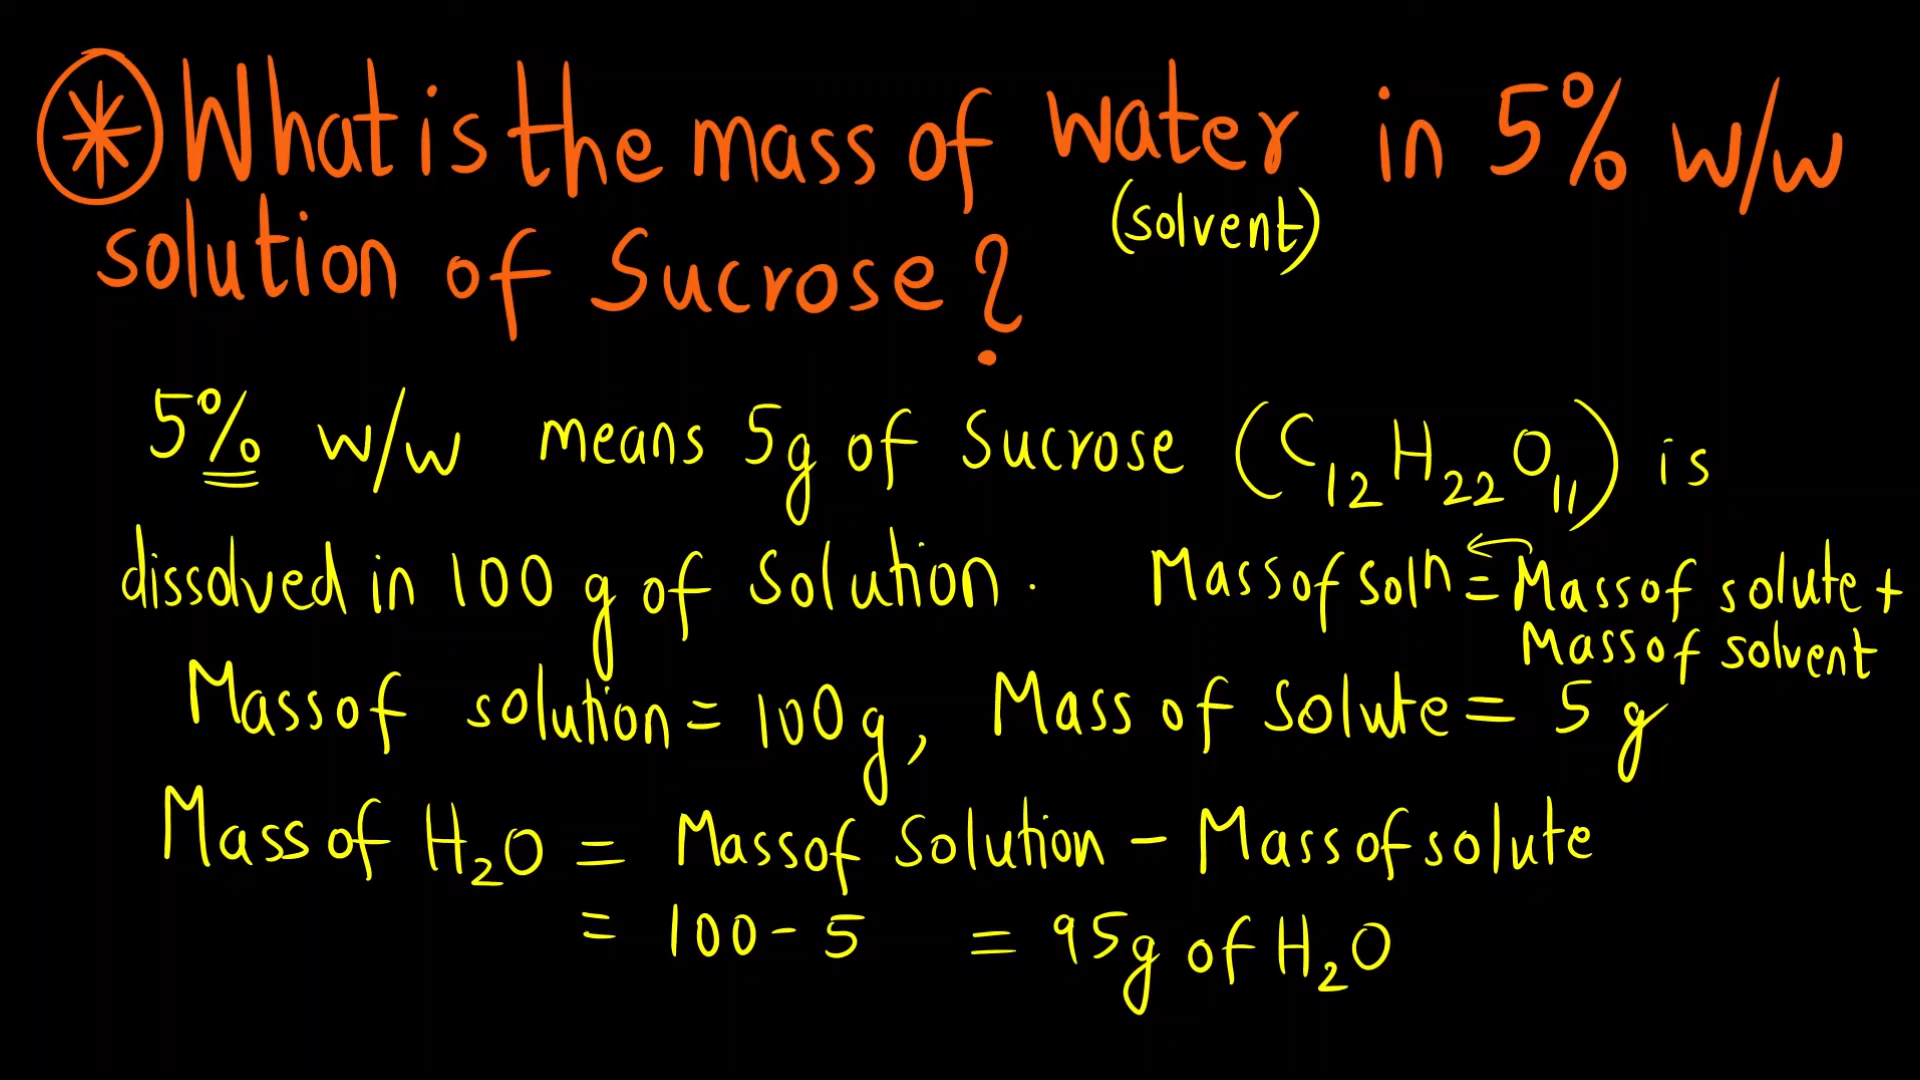 What is the mass of water in 5% w/w
(solvent)
solution of Sucrose?
5% w/w means 5g of Sucrose (C₁₂H₂₂O₁₁) is
dissolved in 100 g of Solution. Mass of soln = Mass of solute +
Mass of solvent
Mass of solution = 100g, Mass of Solute = 5 g
Mass of H₂O = Mass of Solution - Mass of solute
= 100 - 5 = 95g of H₂O